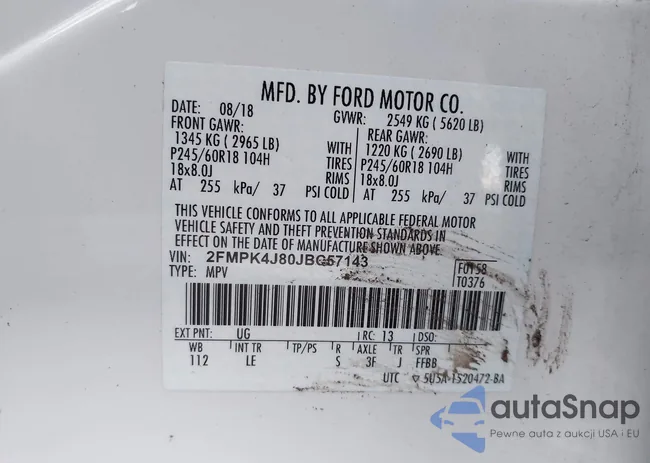 MFD. BY FORD MOTOR CO.
DATE: 08/18 GVWR: 2549 KG ( 5620 LB)
FRONT GAWR: REAR GAWR:
1345 KG ( 2965 LB) WITH 1220 KG ( 2690 LB) WITH
P245/60R18 104H TIRES P245/60R18 104H TIRES
18x8.0J RIMS 18x8.0J RIMS
AT 255 kPa/ 37 PSI COLD AT 255 kPa/ 37 PSI COLD
THIS VEHICLE CONFORMS TO ALL APPLICABLE FEDERAL MOTOR
VEHICLE SAFETY AND THEFT PREVENTION STANDARDS IN
EFFECT ON THE DATE OF MANUFACTURE SHOWN ABOVE
VIN: 2FMPK4J80JBC57143 F0158
TYPE: MPV T0376
EXT PNT: UG RC: 13 DSO:
WB INT TR TP/PS R AXLE TR SPR
112 LE S 3F J FFBB
UTC 5U5A-1520472-BA
autaSnap
Pewne auta z aukcji USA i EU